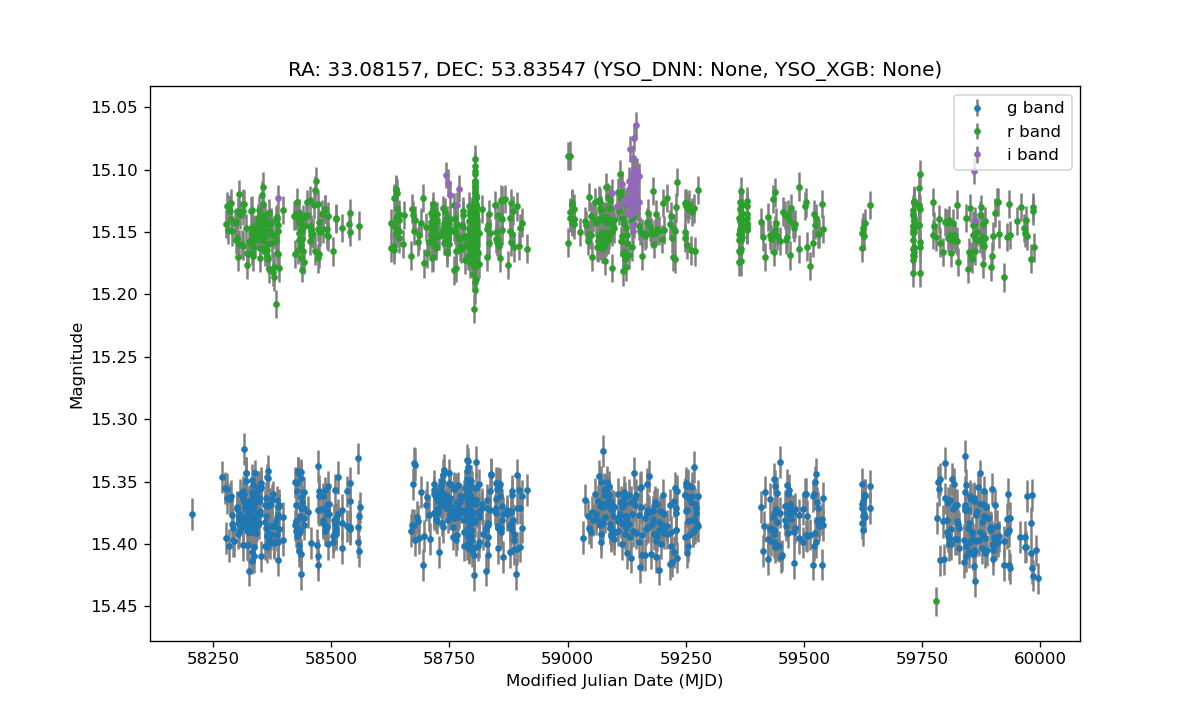 RA: 33.08157, DEC: 53.83547 (YSO_DNN: None, YSO_XGB: None)
g band
r band
i band
15.05
15.10
15.15
15.20
15.25
15.30
15.35
15.40
15.45
Magnitude
58250 58500 58750 59000 59250 59500 59750 60000
Modified Julian Date (MJD)